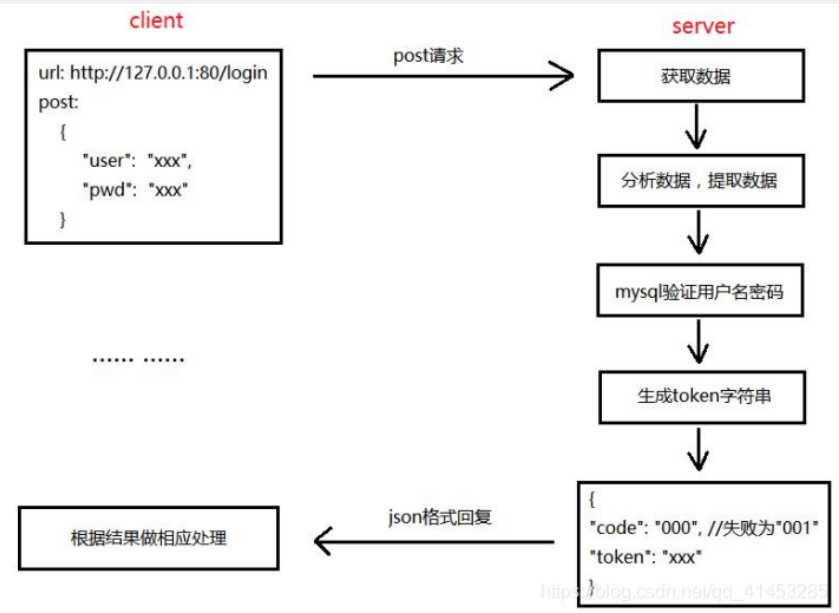 client
url: http://127.0.0.1:80/login
post:
{
"user": "xxx",
"pwd": "xxx"
}
post请求
server
获取数据
分析数据，提取数据
mysql验证用户名密码
...... ......
生成token字符串
{
"code": "000", //失败为"001"
"token": "xxx"
}
json格式回复
根据结果做相应处理
https://blog.csdn.net/qq_41453285